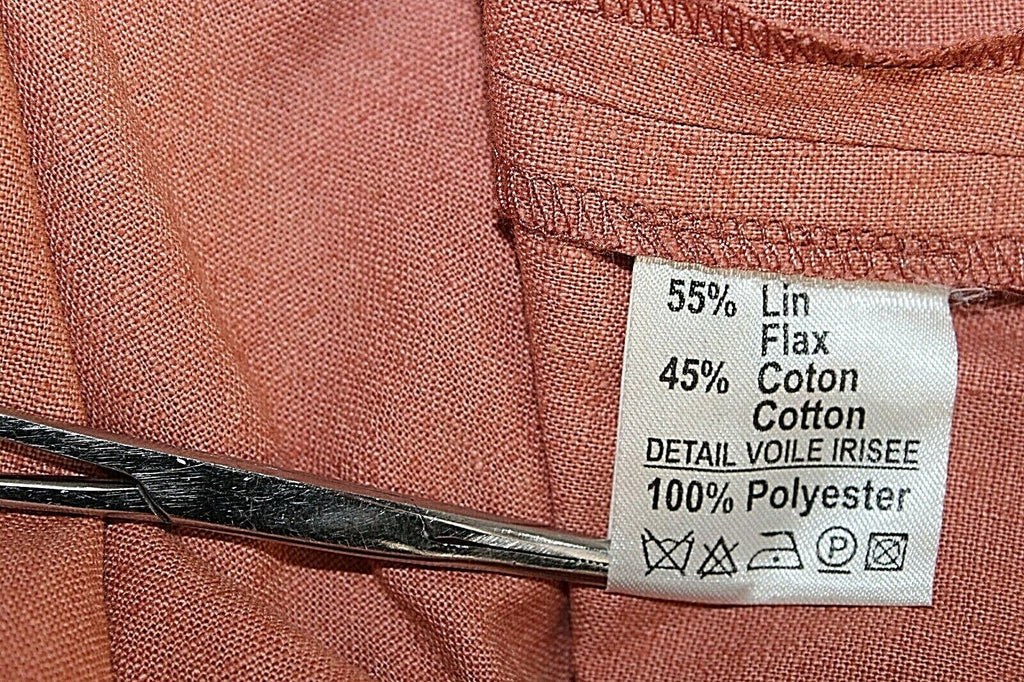 55% Lin
Flax
45% Coton
Cotton
DETAIL VOILE IRISEE
100% Polyester
P